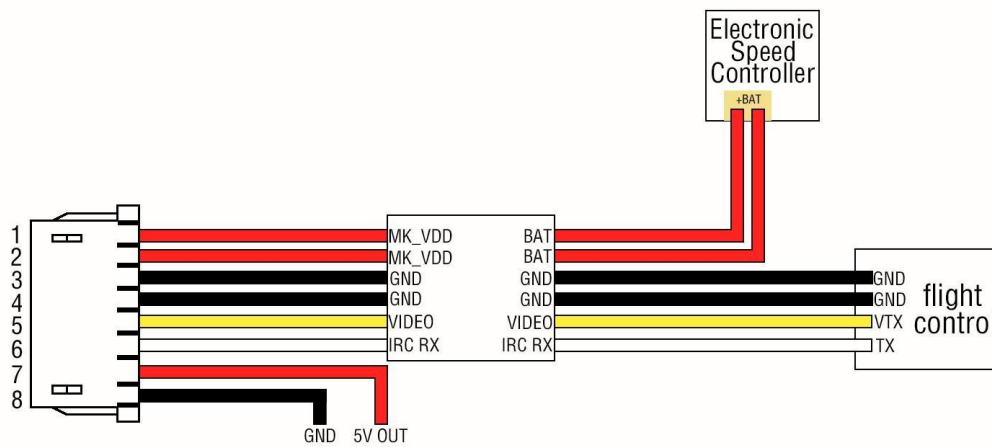 Electronic
Speed
Controller
+BAT
1 MK_VDD BAT
2 MK_VDD BAT
3 GND GND GND
4 GND GND GND
5 VIDEO VIDEO VTX
6 IRC RX IRC RX TX
flight
contro
7
8
GND 5V OUT